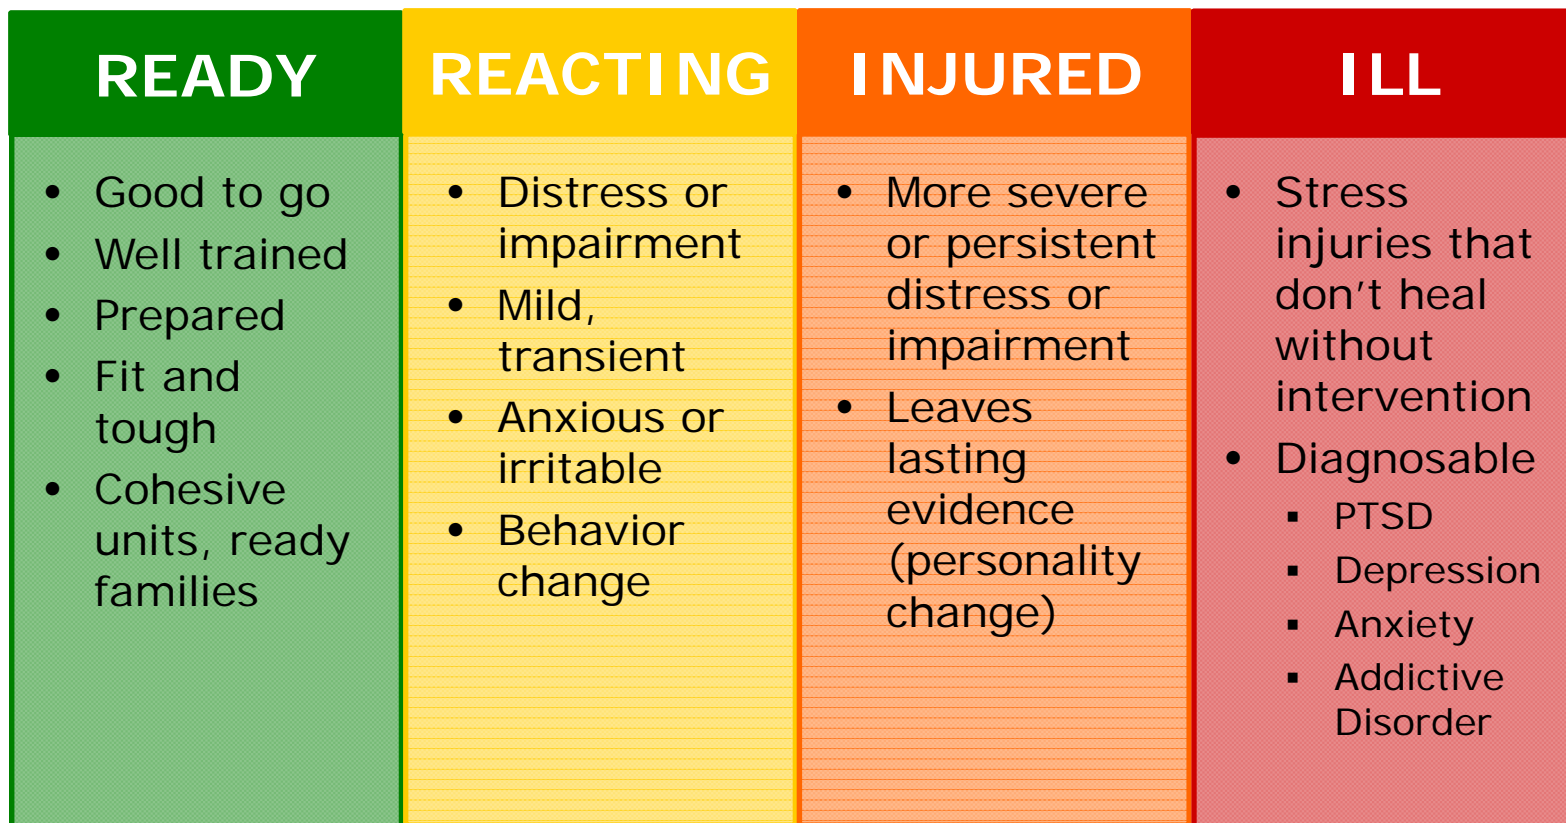 READY
• Good to go
• Well trained
• Prepared
• Fit and
tough
• Cohesive
units, ready
families
REACTING
• Distress or
impairment
• Mild,
transient
• Anxious or
irritable
• Behavior
change
INJURED
• More severe
or persistent
distress or
impairment
• Leaves
lasting
evidence
(personality
change)
ILL
• Stress
injuries that
don’t heal
without
intervention
• Diagnosable
▪ PTSD
▪ Depression
▪ Anxiety
▪ Addictive
Disorder